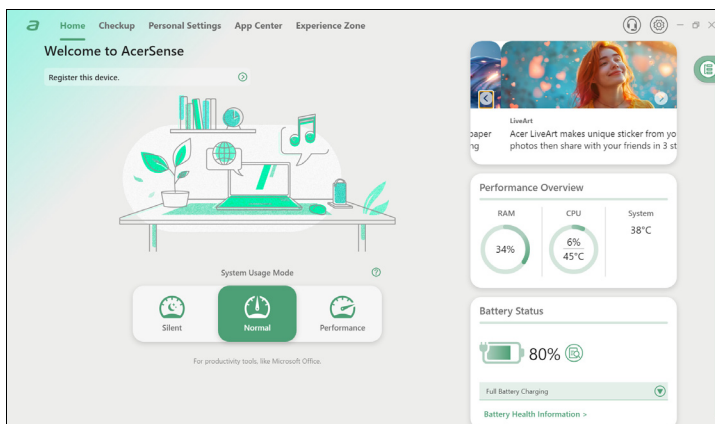 Home Checkup Personal Settings App Center Experience Zone
Welcome to AcerSense
Register this device.
LiveArt
paper
ng
Acer LiveArt makes unique sticker from yo
photos then share with your friends in 3 st
System Usage Mode
Silent
Normal
Performance
For productivity tools, like Microsoft Office.
Performance Overview
RAM
CPU
System
34%
6%
45°C
38°C
Battery Status
80%
Full Battery Charging
Battery Health Information >